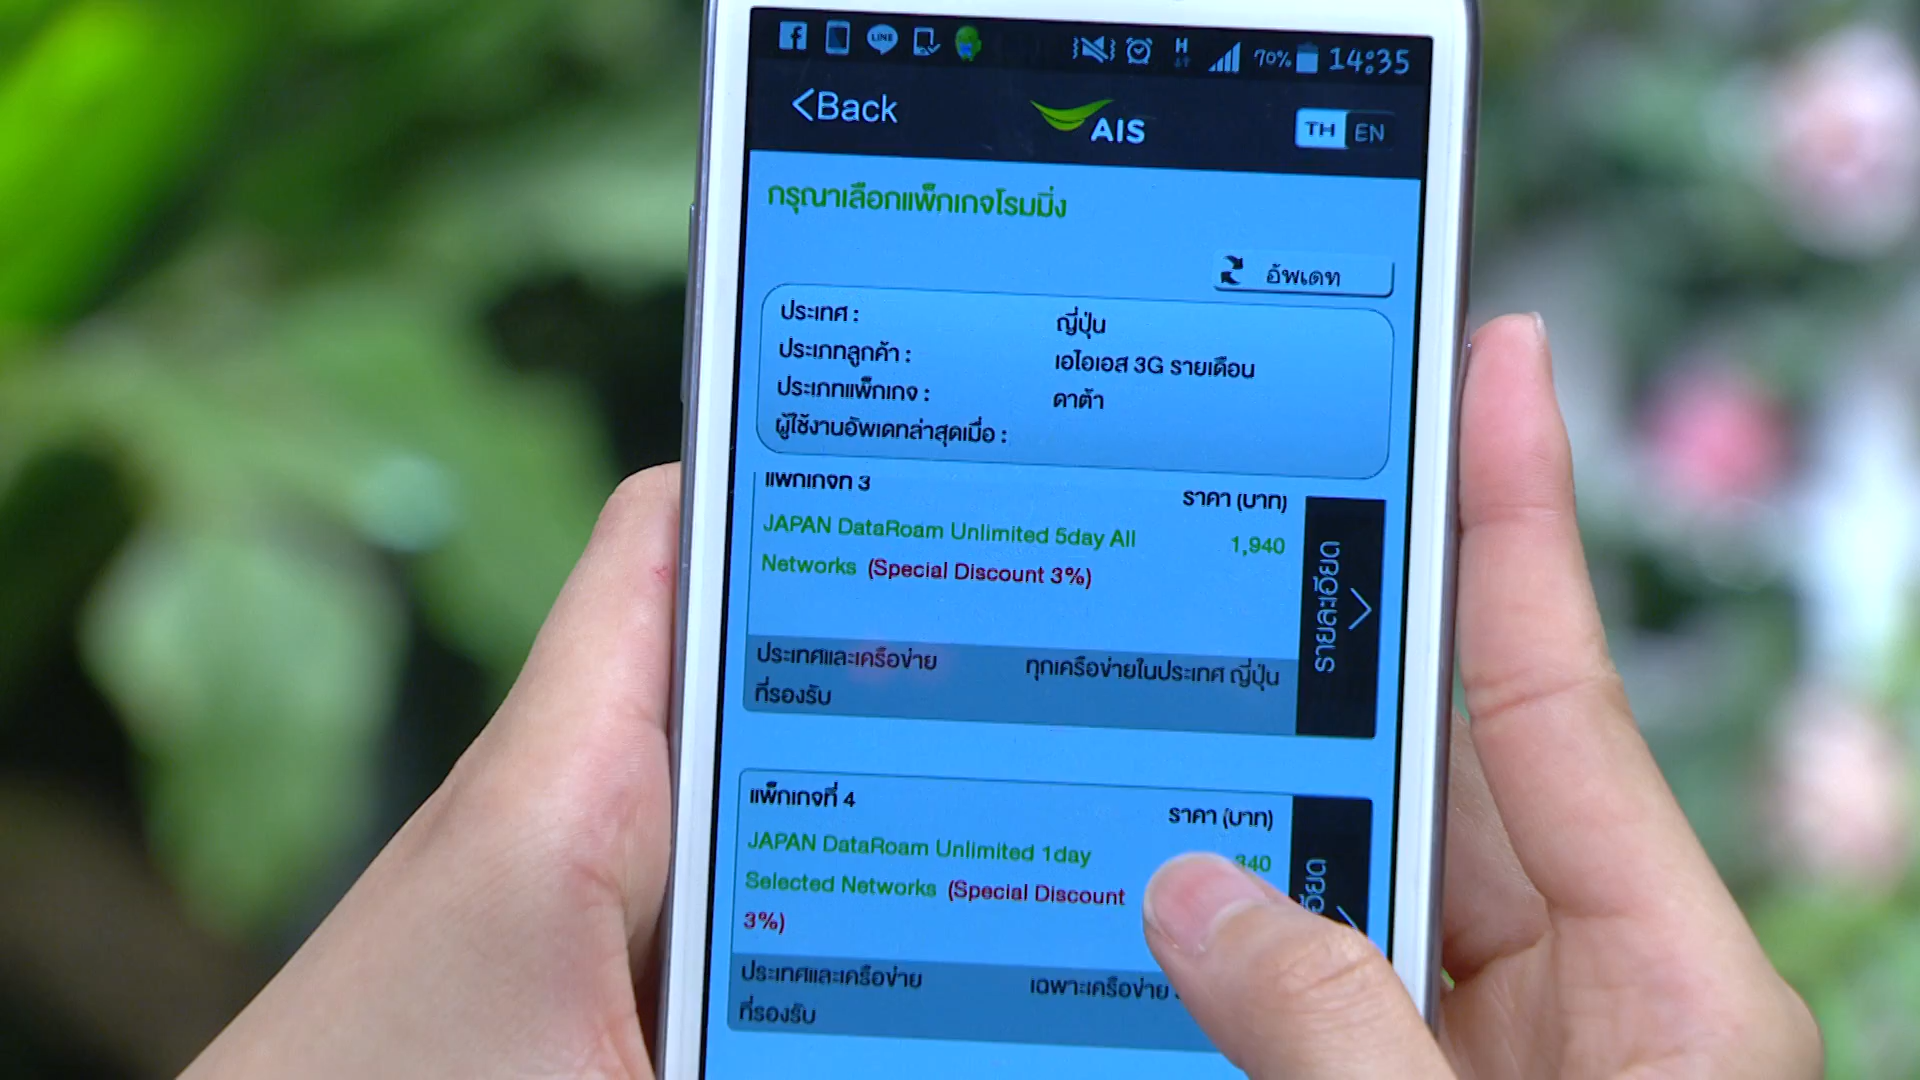 LINE
H
70%
14:35
Back
AIS
TH EN
กรุณาเลือกแพ็กเกจโรมมิ่ง
อัพเดท
ประเทศ : ญี่ปุ่น
ประเภทลูกค้า : เอไอเอส 3G รายเดือน
ประเภทแพ็กเกจ : ดาต้า
ผู้ใช้งานอัพเดทล่าสุดเมื่อ :
3 ราคา (บาท)
JAPAN DataRoam Unlimited 5day All 1,940
Networks (Special Discount 3%)
รายละเอียด
ประเทศและเครือข่าย ทุกเครือข่ายในประเทศ ญี่ปุ่น
ที่รองรับ
แพ็กเกจที่ 4 ราคา (บาท)
JAPAN DataRoam Unlimited 1day
Selected Networks (Special Discount
3%)
ประเทศและเครือข่าย เฉพาะเครือข่าย
ที่รองรับ